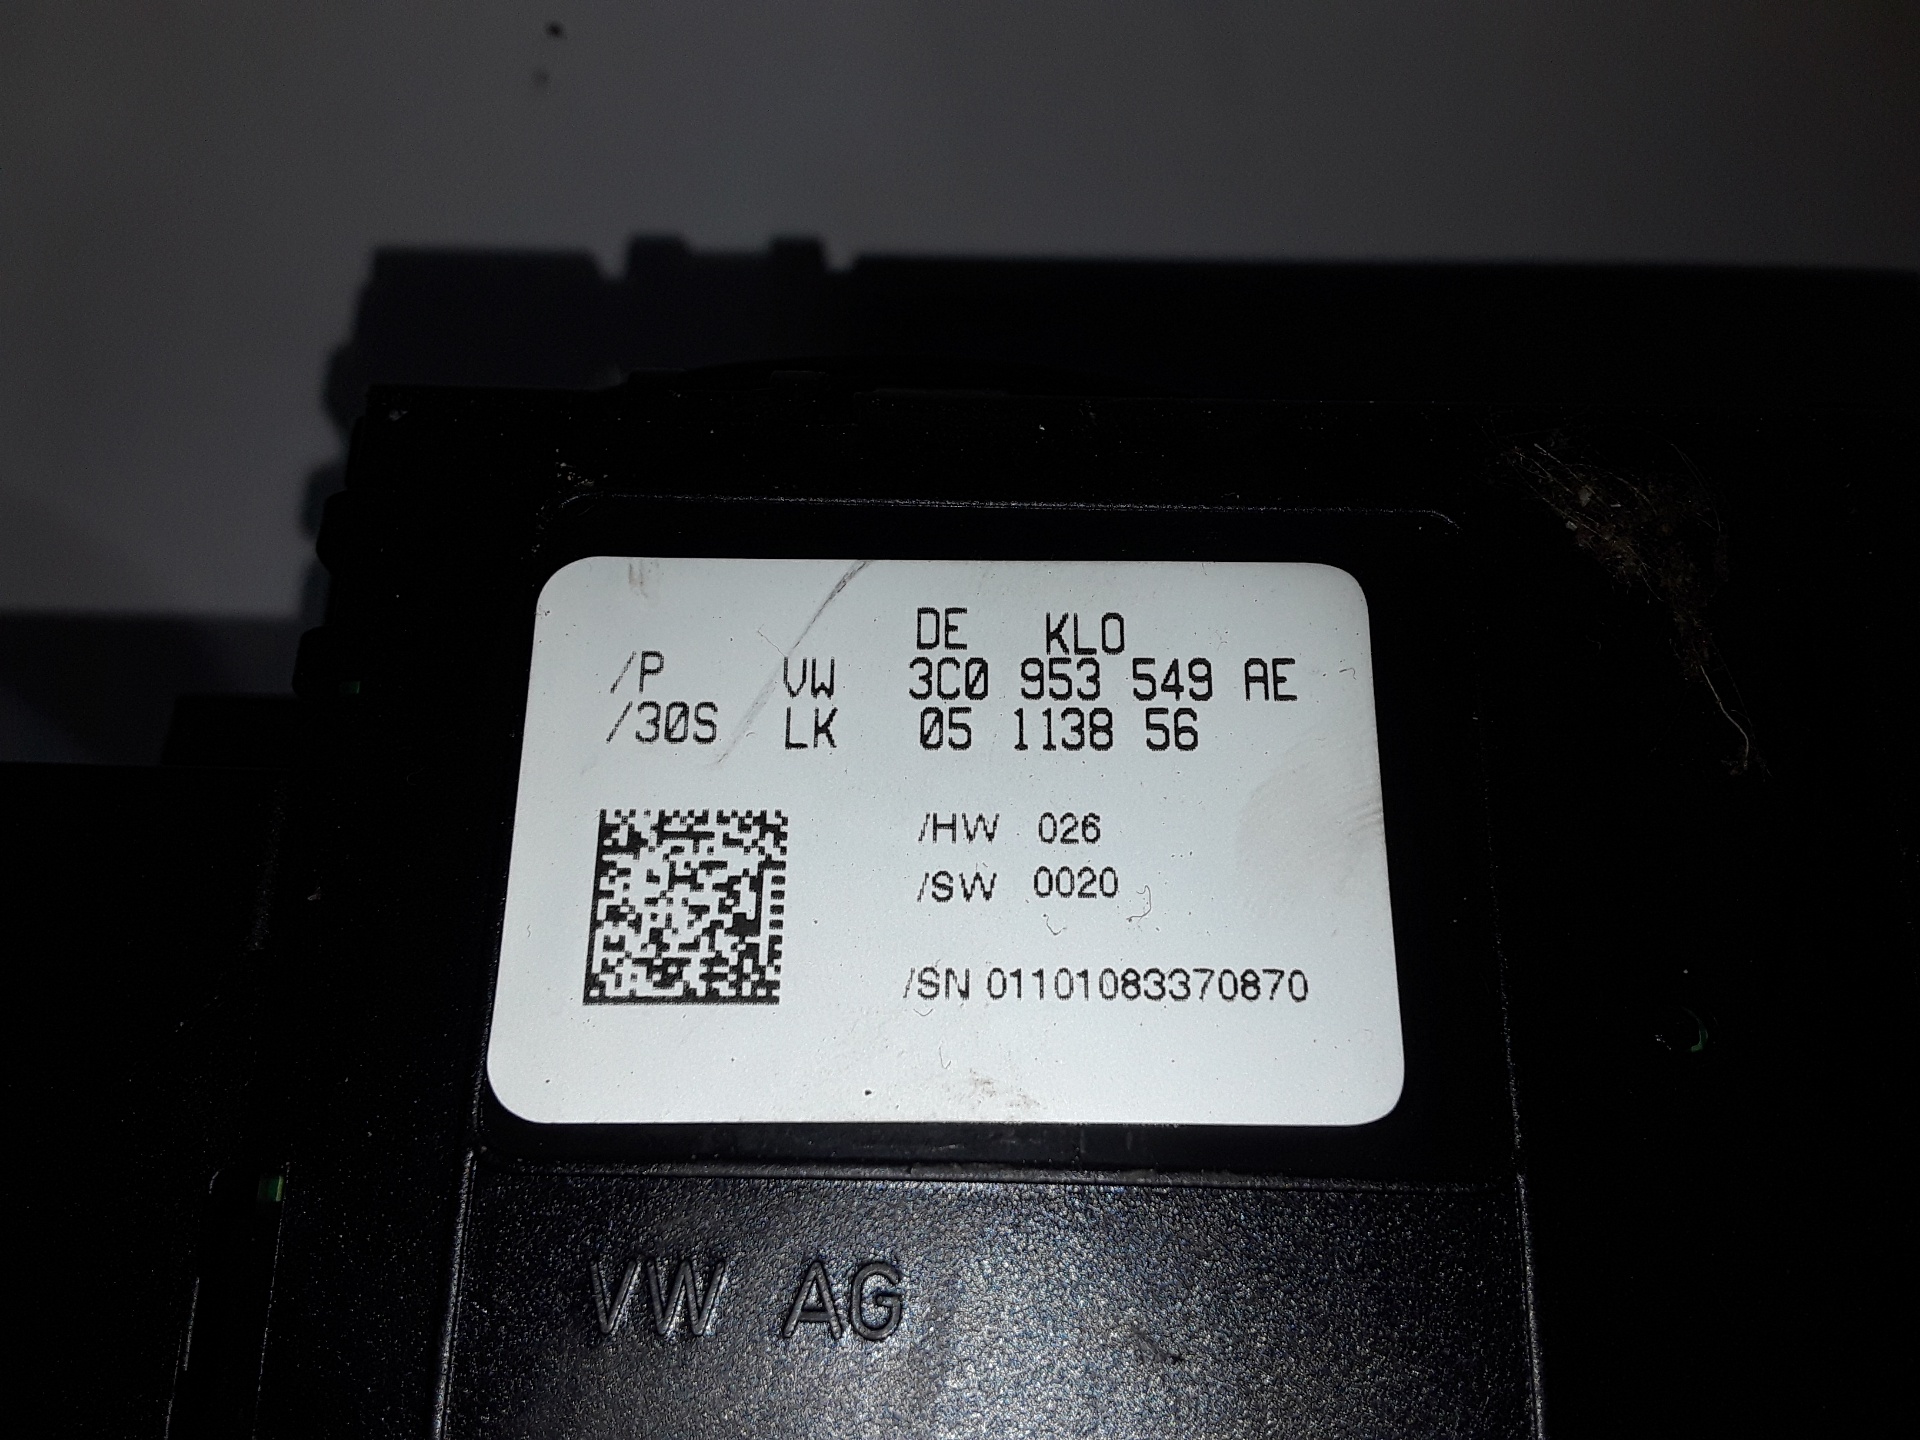 DE KLO
/P VW 3C0 953 549 AE
/30S LK 05 1138 56
/HW 026
/SW 0020
/SN 01101083370870
VW AG